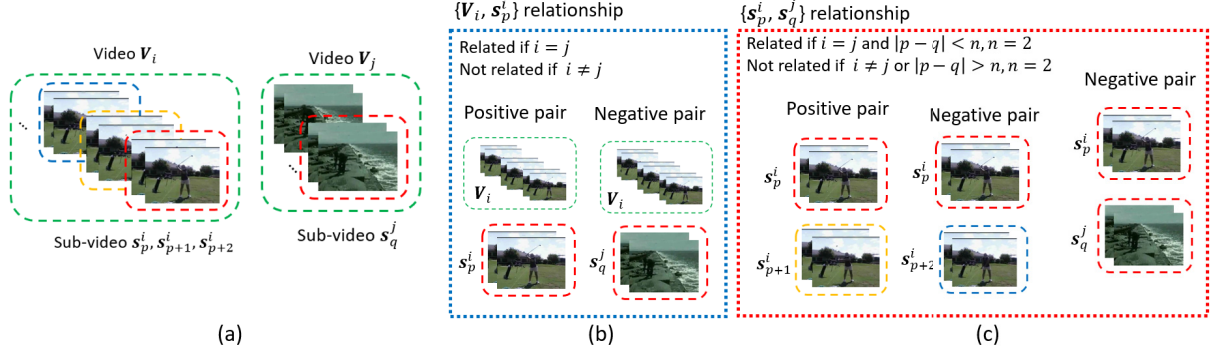 Video V_i
Video V_j
...
...
Sub-video s_p^i, s_{p+1}^i, s_{p+2}^i
Sub-video s_q^j
(a)
{V_i, s_p^i} relationship
Related if i = j
Not related if i ≠ j
Positive pair
Negative pair
V_i
V_i
s_p^i
s_q^j
(b)
{s_p^i, s_q^j} relationship
Related if i = j and |p − q| < n, n = 2
Not related if i ≠ j or |p − q| > n, n = 2
Positive pair
Negative pair
Negative pair
s_p^i
s_p^i
s_p^i
s_{p+1}^i
s_{p+2}^i
s_q^j
(c)